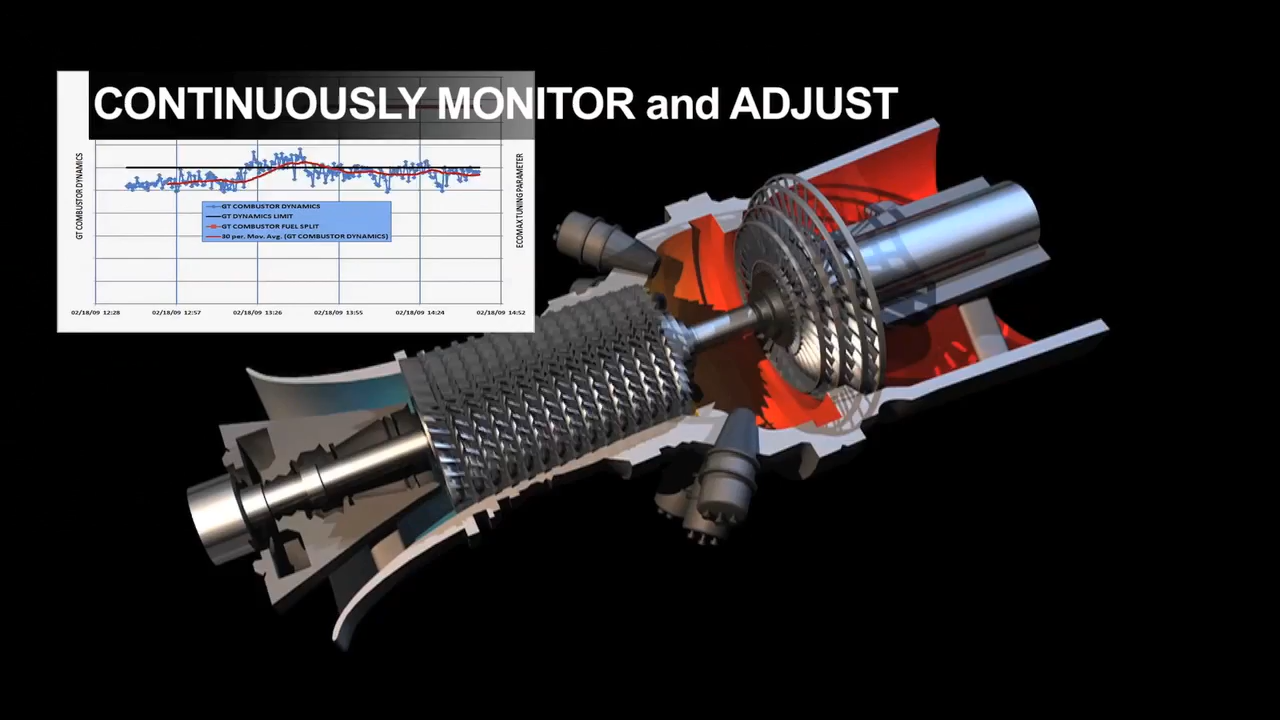 CONTINUOUSLY MONITOR and ADJUST
GT COMBUSTOR DYNAMICS
ECOMAX TUNING PARAMETER
GT COMBUSTOR DYNAMICS
GT DYNAMICS LIMIT
GT COMBUSTOR FUEL SPLIT
30 per. Mov. Avg. (GT COMBUSTOR DYNAMICS)
02/18/09 12:28 02/18/09 12:57 02/18/09 13:26 02/18/09 13:55 02/18/09 14:24 02/18/09 14:52